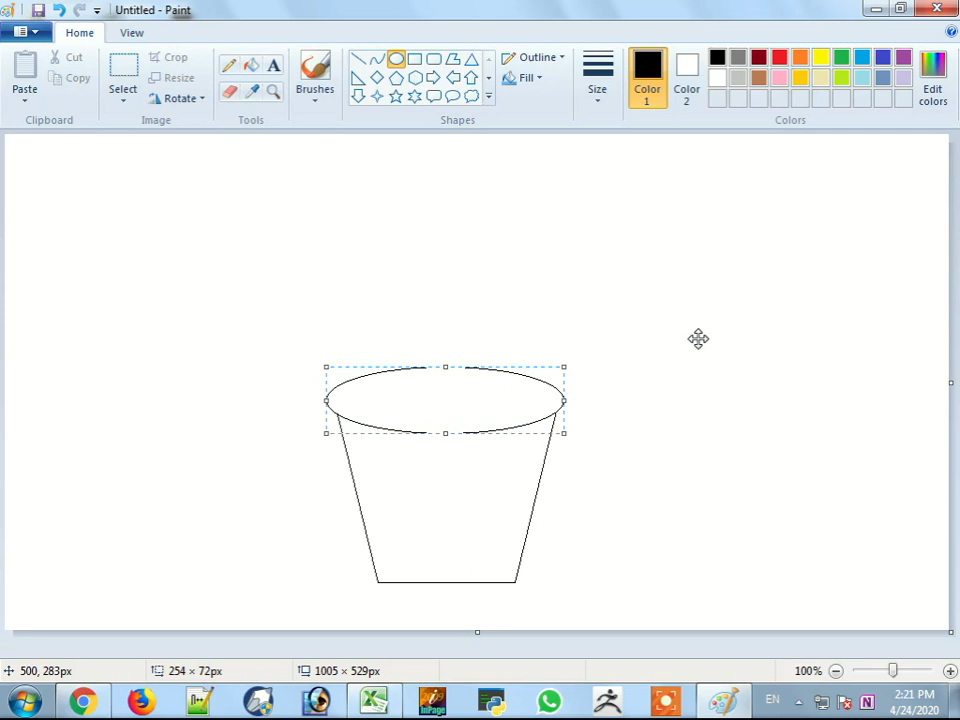 Untitled - Paint
Home View
Paste
Cut
Copy
Clipboard
Select
Crop
Resize
Rotate
Image
A
Tools
Brushes
Outline
Fill
Shapes
Size
Color 1
Color 2
Edit colors
Colors
500, 283px
254 × 72px
1005 × 529px
100%
InPage
EN
N
2:21 PM
4/24/2020